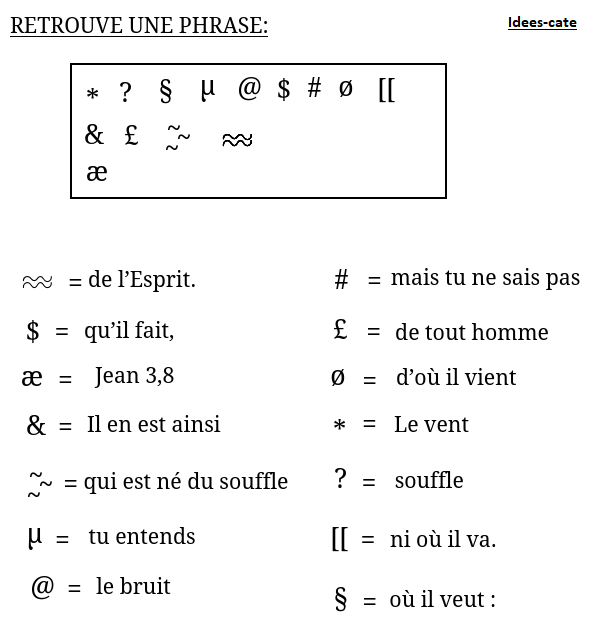 RETROUVE UNE PHRASE:
Idees-cate
* ? § µ @ $ # ø [[
& £ ~~~ ≈≈
æ
≈≈ = de l’Esprit.
$ = qu’il fait,
æ = Jean 3,8
& = Il en est ainsi
~~~ = qui est né du souffle
µ = tu entends
@ = le bruit
# = mais tu ne sais pas
£ = de tout homme
ø = d’où il vient
* = Le vent
? = souffle
[[ = ni où il va.
§ = où il veut :